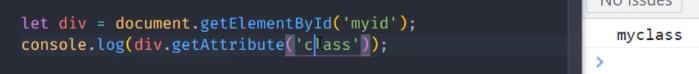 No Issues
let div = document.getElementById('myid');
console.log(div.getAttribute('class'));
myclass